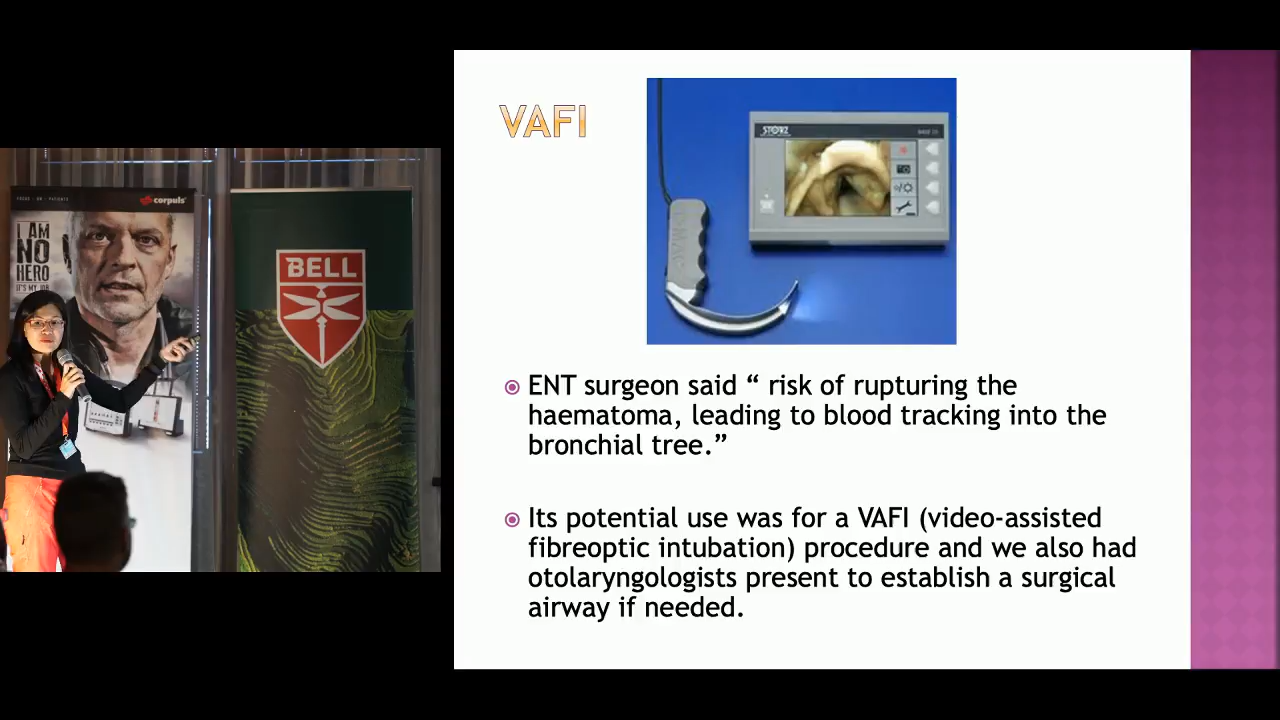 VAFI
STORZ
ENT surgeon said “ risk of rupturing the
haematoma, leading to blood tracking into the
bronchial tree.”
Its potential use was for a VAFI (video-assisted
fibreoptic intubation) procedure and we also had
otolaryngologists present to establish a surgical
airway if needed.
corpuls
I AM
NO
HERO
IT'S MY JOB
BELL